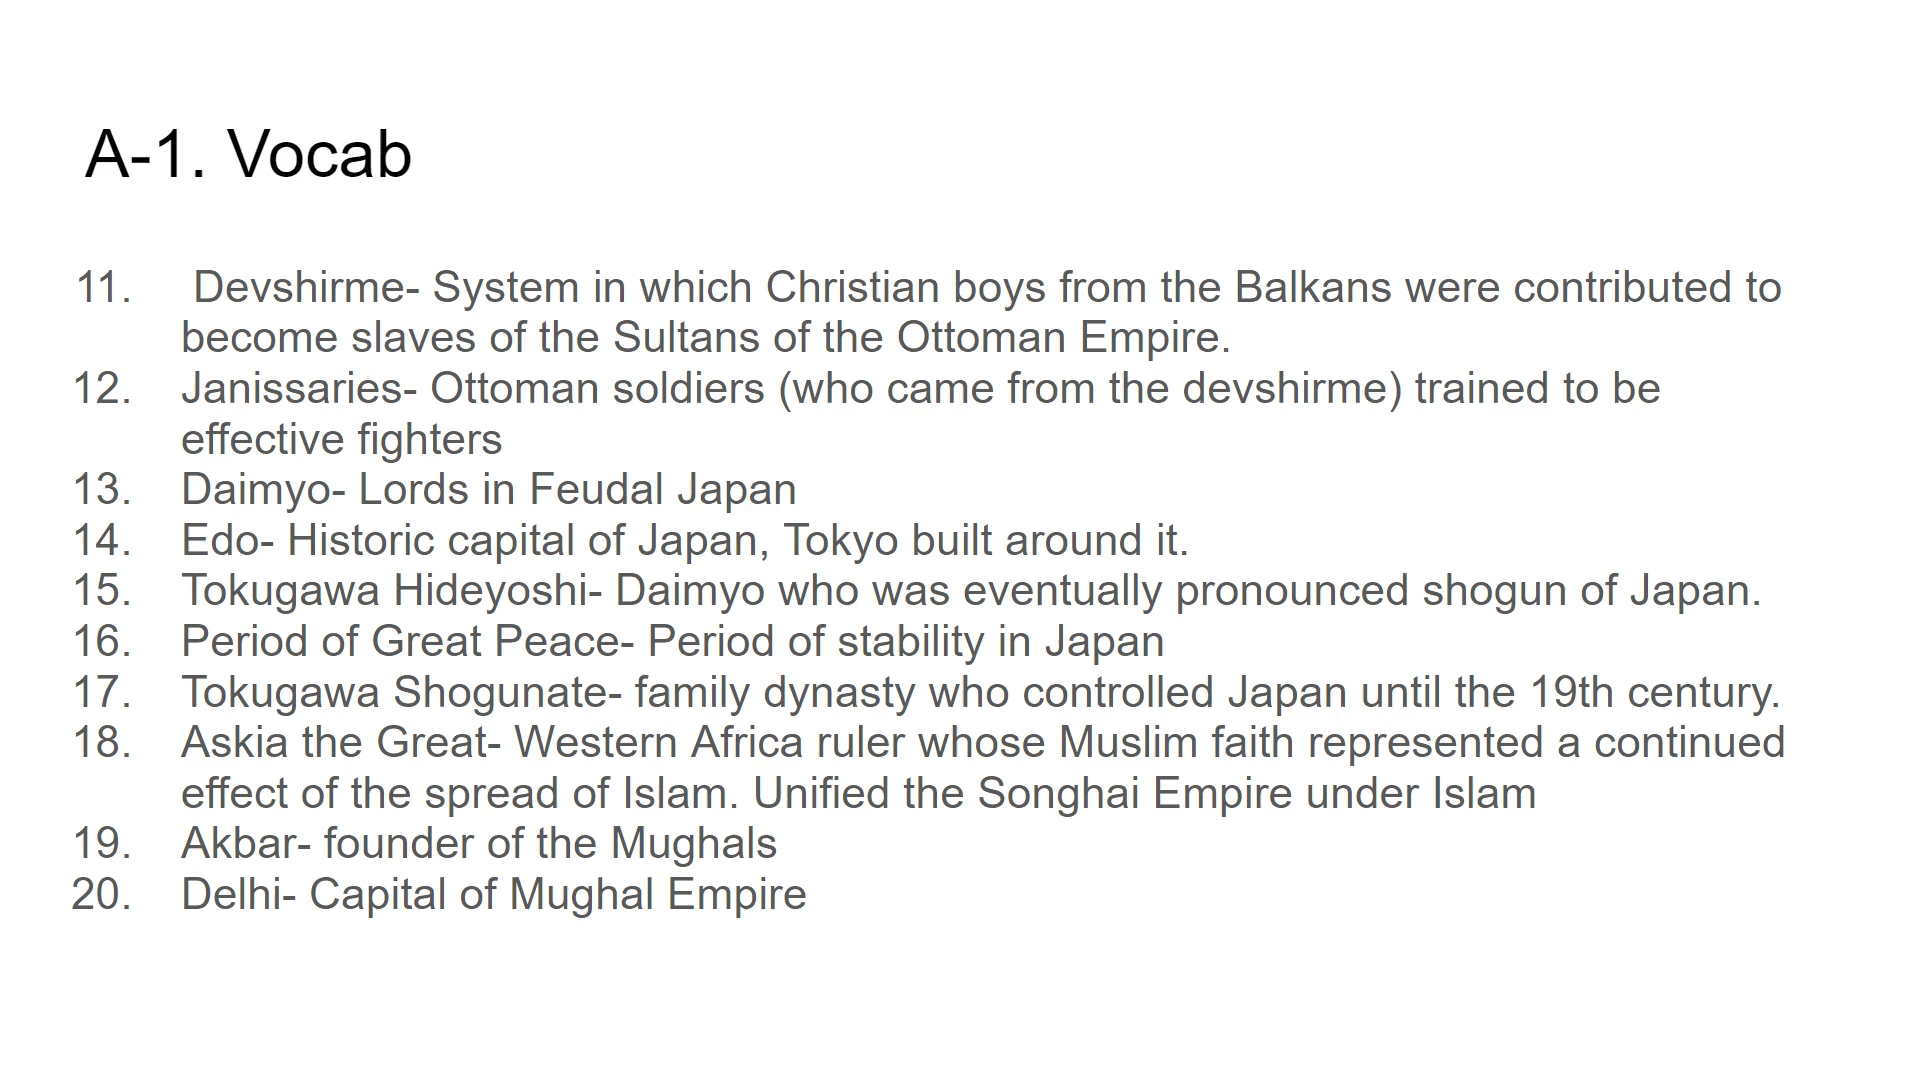 A-1. Vocab
11. Devshirme- System in which Christian boys from the Balkans were contributed to
become slaves of the Sultans of the Ottoman Empire.
12. Janissaries- Ottoman soldiers (who came from the devshirme) trained to be
effective fighters
13. Daimyo- Lords in Feudal Japan
14. Edo- Historic capital of Japan, Tokyo built around it.
15. Tokugawa Hideyoshi- Daimyo who was eventually pronounced shogun of Japan.
16. Period of Great Peace- Period of stability in Japan
17. Tokugawa Shogunate- family dynasty who controlled Japan until the 19th century.
18. Askia the Great- Western Africa ruler whose Muslim faith represented a continued
effect of the spread of Islam. Unified the Songhai Empire under Islam
19. Akbar- founder of the Mughals
20. Delhi- Capital of Mughal Empire